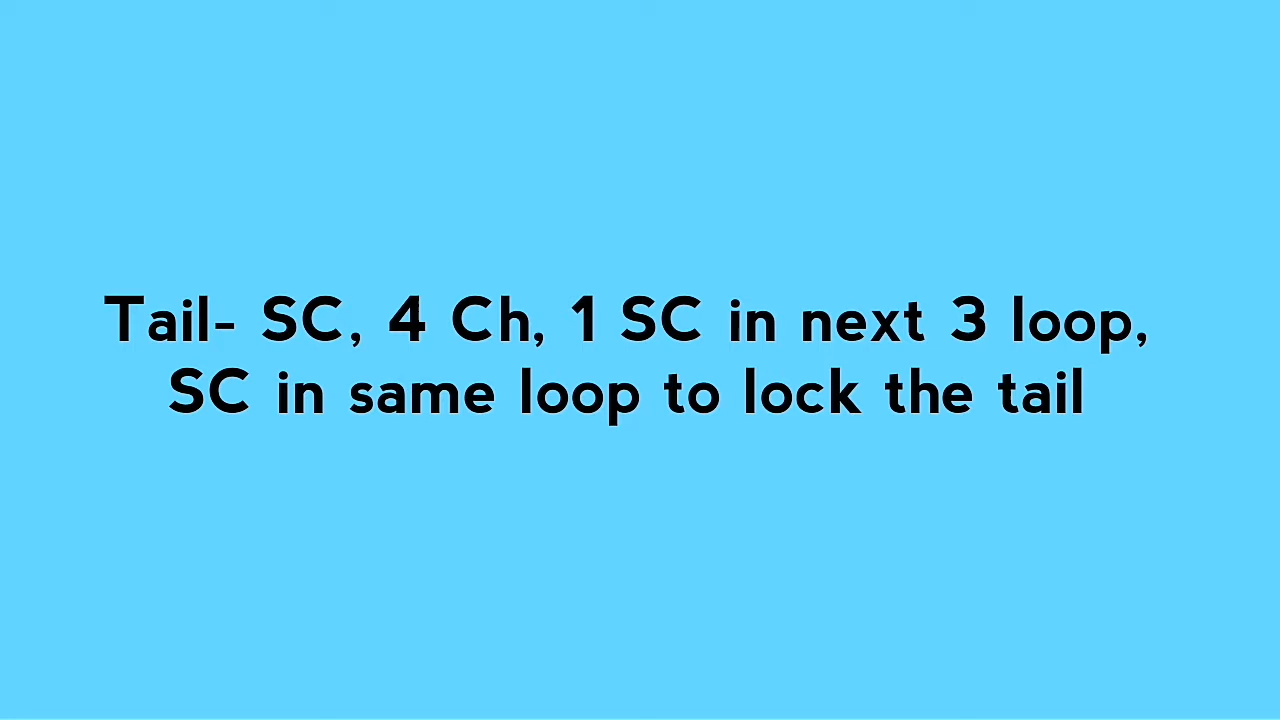 Tail- SC, 4 Ch, 1 SC in next 3 loop,
SC in same loop to lock the tail